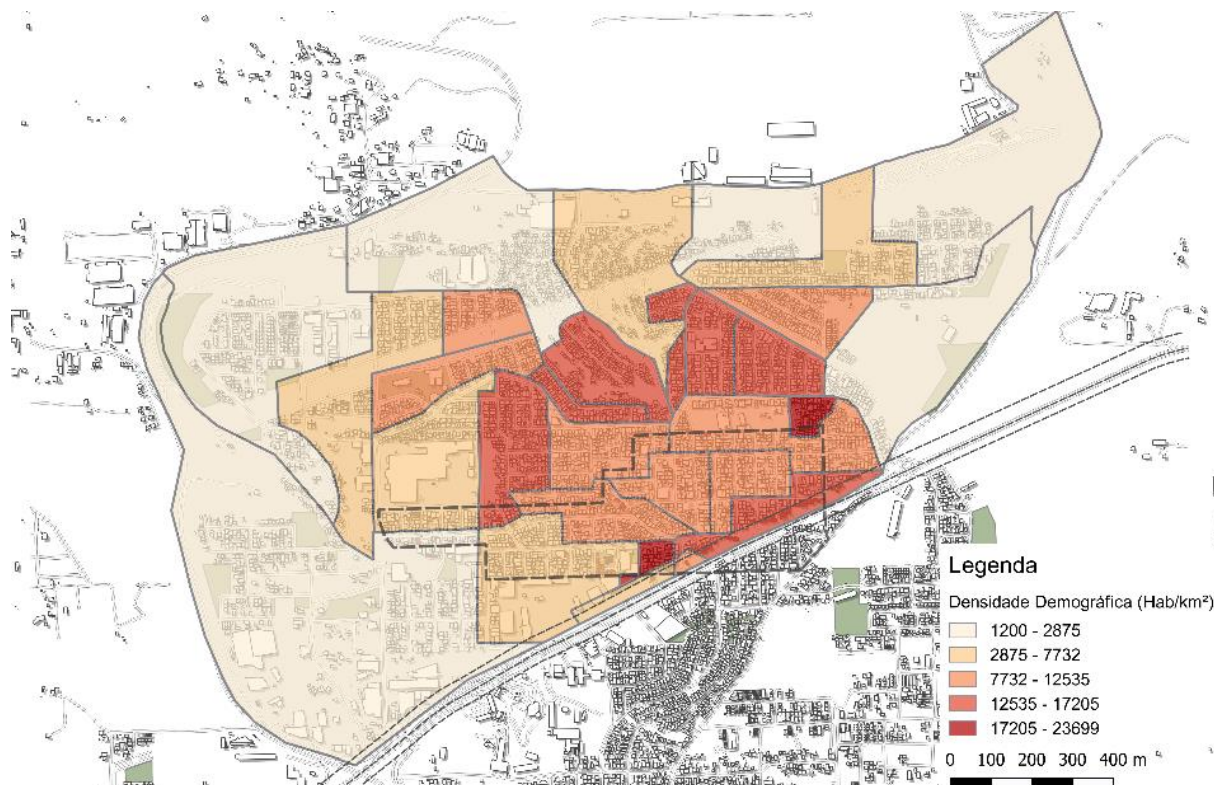 Legenda
Densidade Demográfica (Hab/km²)
1200 - 2875
2875 - 7732
7732 - 12535
12535 - 17205
17205 - 23699
0 100 200 300 400 m